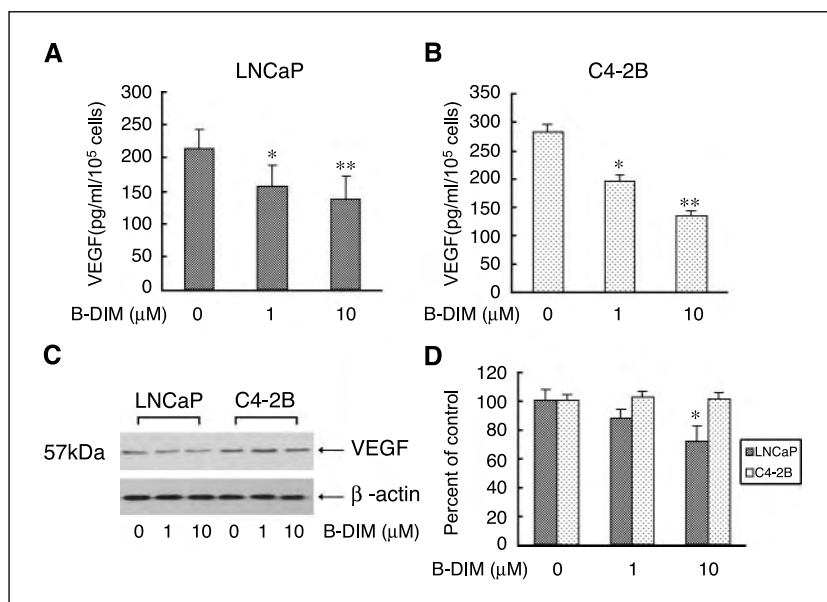 A
LNCaP
VEGF(pg/ml/10⁵ cells)
300
250
200
150
100
50
0
*
**
B-DIM (μM) 0 1 10
B
C4-2B
VEGF(pg/ml/10⁵ cells)
350
300
250
200
150
100
50
0
*
**
B-DIM (μM) 0 1 10
C
LNCaP C4-2B
57kDa
VEGF
β -actin
0 1 10 0 1 10 B-DIM (μM)
D
Percent of control
120
100
80
60
40
20
0
*
LNCaP
C4-2B
B-DIM (μM) 0 1 10